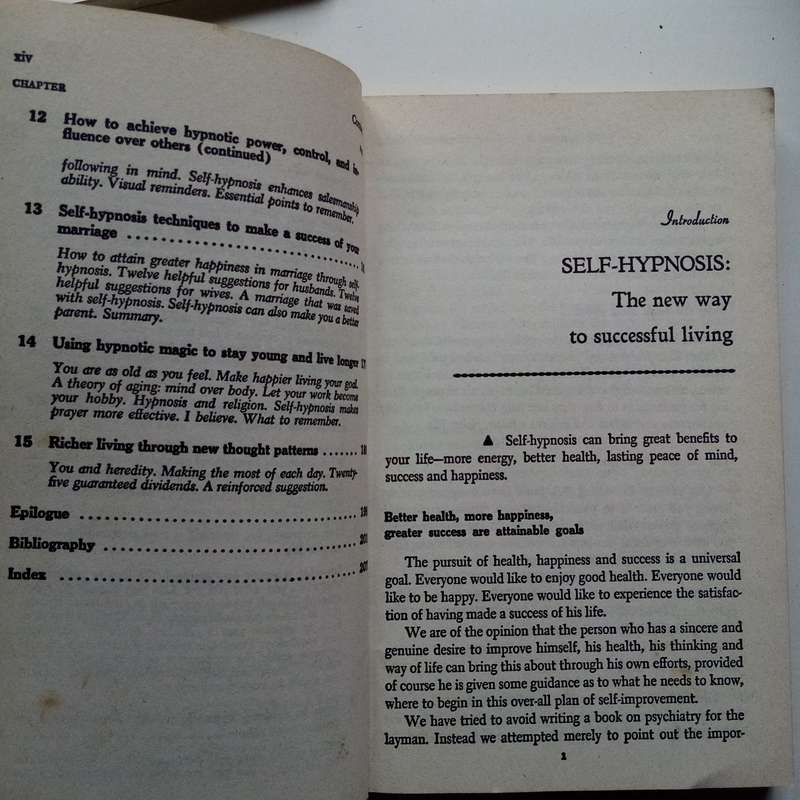 xiv
CHAPTER
12 How to achieve hypnotic power, control, and in-
fluence over others (continued)
following in mind. Self-hypnosis enhances salesmanship
ability. Visual reminders. Essential points to remember.
13 Self-hypnosis techniques to make a success of your
marriage ..............................
How to attain greater happiness in marriage through self-
hypnosis. Twelve helpful suggestions for husbands. Twelve
helpful suggestions for wives. A marriage that was saved
with self-hypnosis. Self-hypnosis can also make you a better
parent. Summary.
14 Using hypnotic magic to stay young and live longer
You are as old as you feel. Make happier living your goal.
A theory of aging: mind over body. Let your work become
your hobby. Hypnosis and religion. Self-hypnosis makes
prayer more effective. I believe. What to remember.
15 Richer living through new thought patterns .......
You and heredity. Making the most of each day. Twenty-
five guaranteed dividends. A reinforced suggestion.
Epilogue ........................................
Bibliography ........................................ 201
Index ........................................ 207
Introduction
SELF-HYPNOSIS:
The new way
to successful living
▲ Self-hypnosis can bring great benefits to
your life—more energy, better health, lasting peace of mind,
success and happiness.
Better health, more happiness,
greater success are attainable goals
The pursuit of health, happiness and success is a universal
goal. Everyone would like to enjoy good health. Everyone would
like to be happy. Everyone would like to experience the satisfac-
tion of having made a success of his life.
We are of the opinion that the person who has a sincere and
genuine desire to improve himself, his health, his thinking and
way of life can bring this about through his own efforts, provided
of course he is given some guidance as to what he needs to know,
where to begin in this over-all plan of self-improvement.
We have tried to avoid writing a book on psychiatry for the
layman. Instead we attempted merely to point out the impor-
1